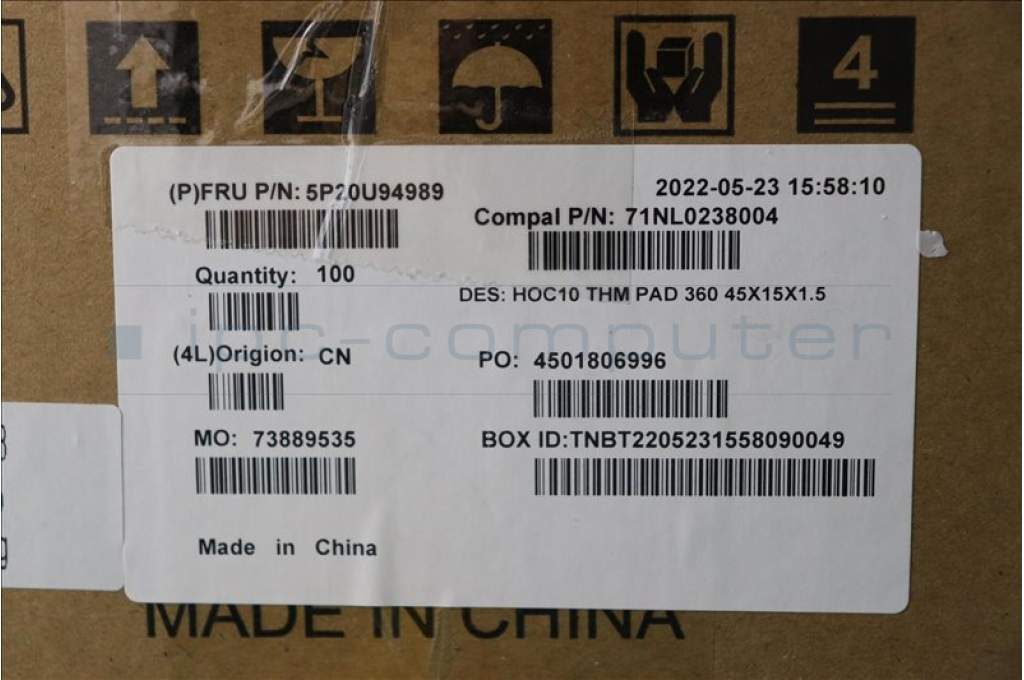 4
(P)FRU P/N: 5P20U94989
2022-05-23 15:58:10
Compal P/N: 71NL0238004
Quantity: 100
DES: HOC10 THM PAD 360 45X15X1.5
ipc-computer
(4L)Origion: CN
PO: 4501806996
MO: 73889535
BOX ID:TNBT2205231558090049
Made in China
MADE IN CHINA